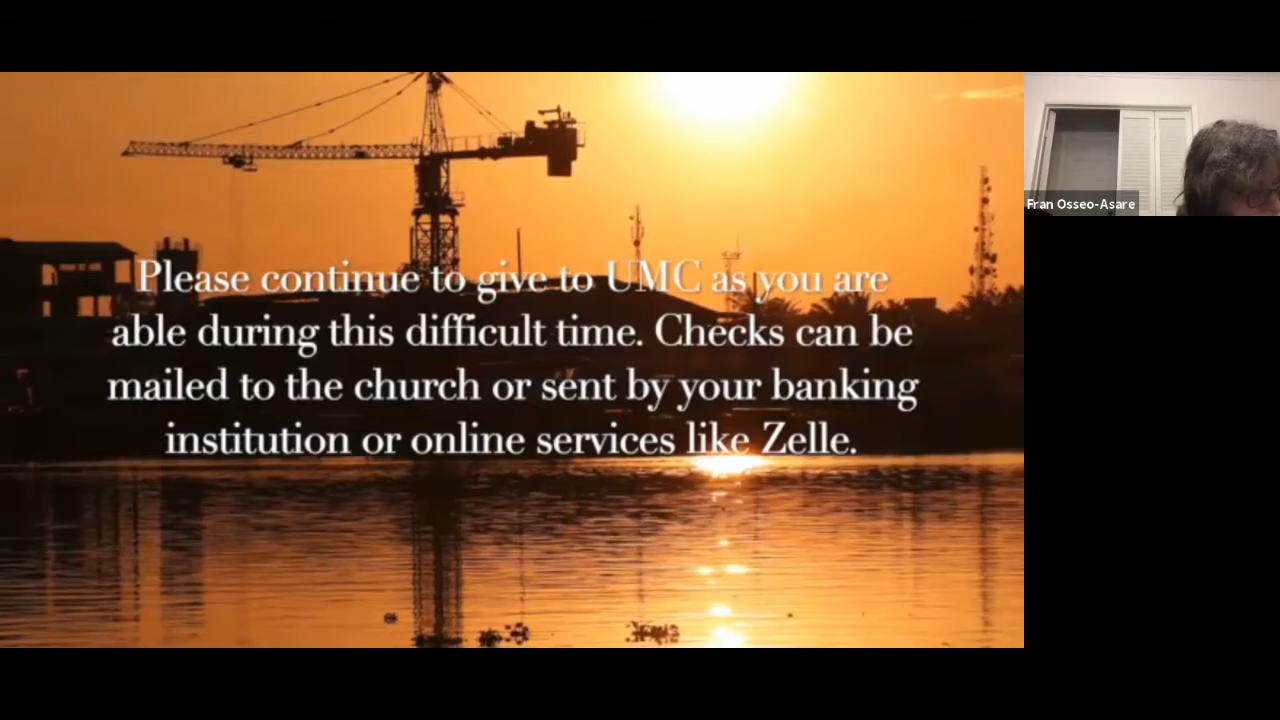 Please continue to give to UMC as you are
able during this difficult time. Checks can be
mailed to the church or sent by your banking
institution or online services like Zelle.
Fran Osseo-Asare